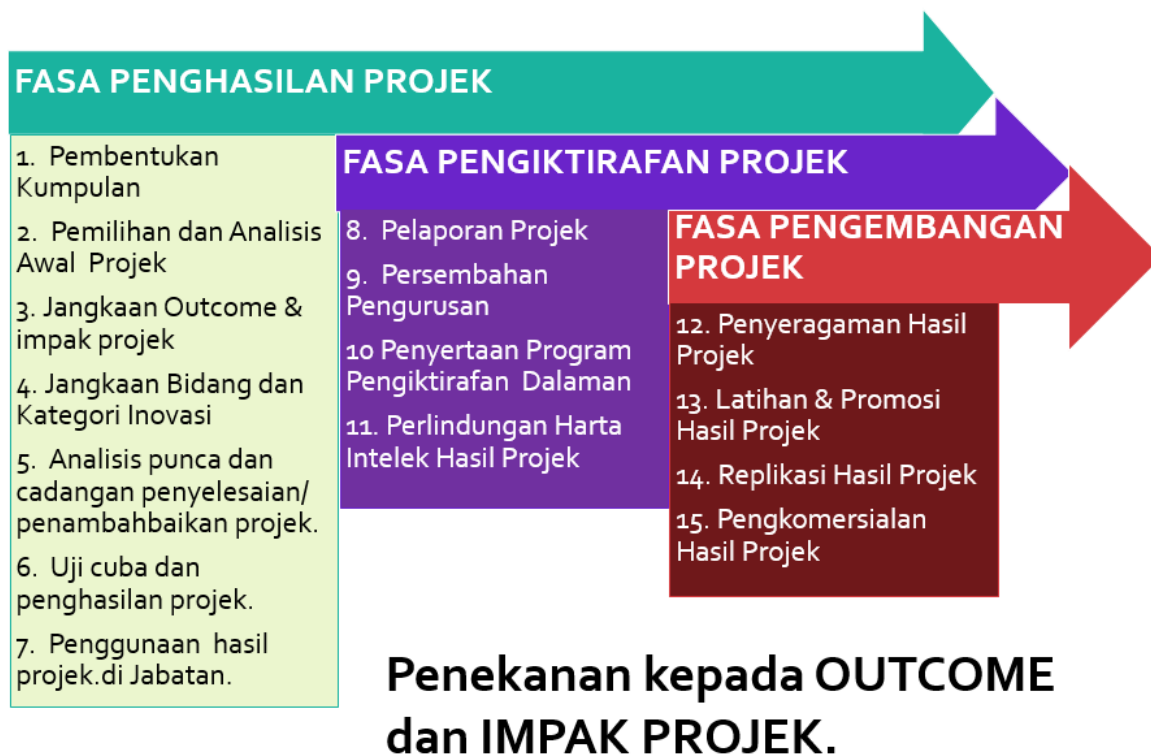 FASA PENGHASILAN PROJEK
1. Pembentukan
Kumpulan
2. Pemilihan dan Analisis
Awal Projek
3. Jangkaan Outcome &
impak projek
4. Jangkaan Bidang dan
Kategori Inovasi
5. Analisis punca dan
cadangan penyelesaian/
penambahbaikan projek.
6. Uji cuba dan
penghasilan projek.
7. Penggunaan hasil
projek.di Jabatan.
FASA PENGIKTIRAFAN PROJEK
8. Pelaporan Projek
9. Persembahan
Pengurusan
10 Penyertaan Program
Pengiktirafan Dalaman
11. Perlindungan Harta
Intelek Hasil Projek
FASA PENGEMBANGAN
PROJEK
12. Penyeragaman Hasil
Projek
13. Latihan & Promosi
Hasil Projek
14. Replikasi Hasil Projek
15. Pengkomersialan
Hasil Projek
Penekanan kepada OUTCOME
dan IMPAK PROJEK.